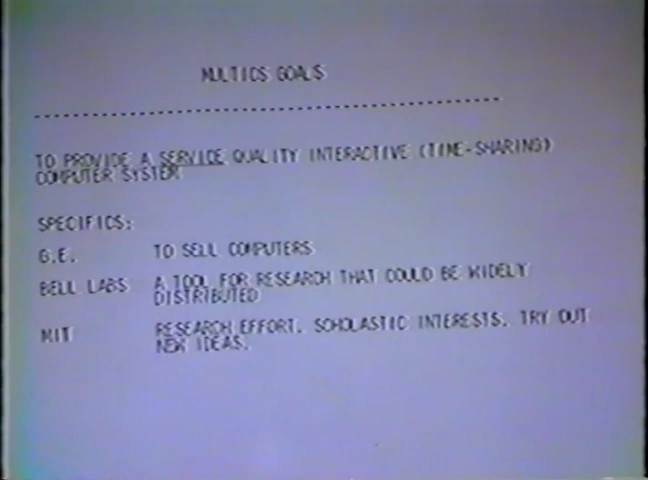 MULTICS GOALS
TO PROVIDE A SERVICE QUALITY INTERACTIVE (TIME-SHARING)
COMPUTER SYSTEM
SPECIFICS:
G.E. TO SELL COMPUTERS
BELL LABS A TOOL FOR RESEARCH THAT COULD BE WIDELY
DISTRIBUTED
MIT RESEARCH EFFORT. SCHOLASTIC INTERESTS. TRY OUT
NEW IDEAS.